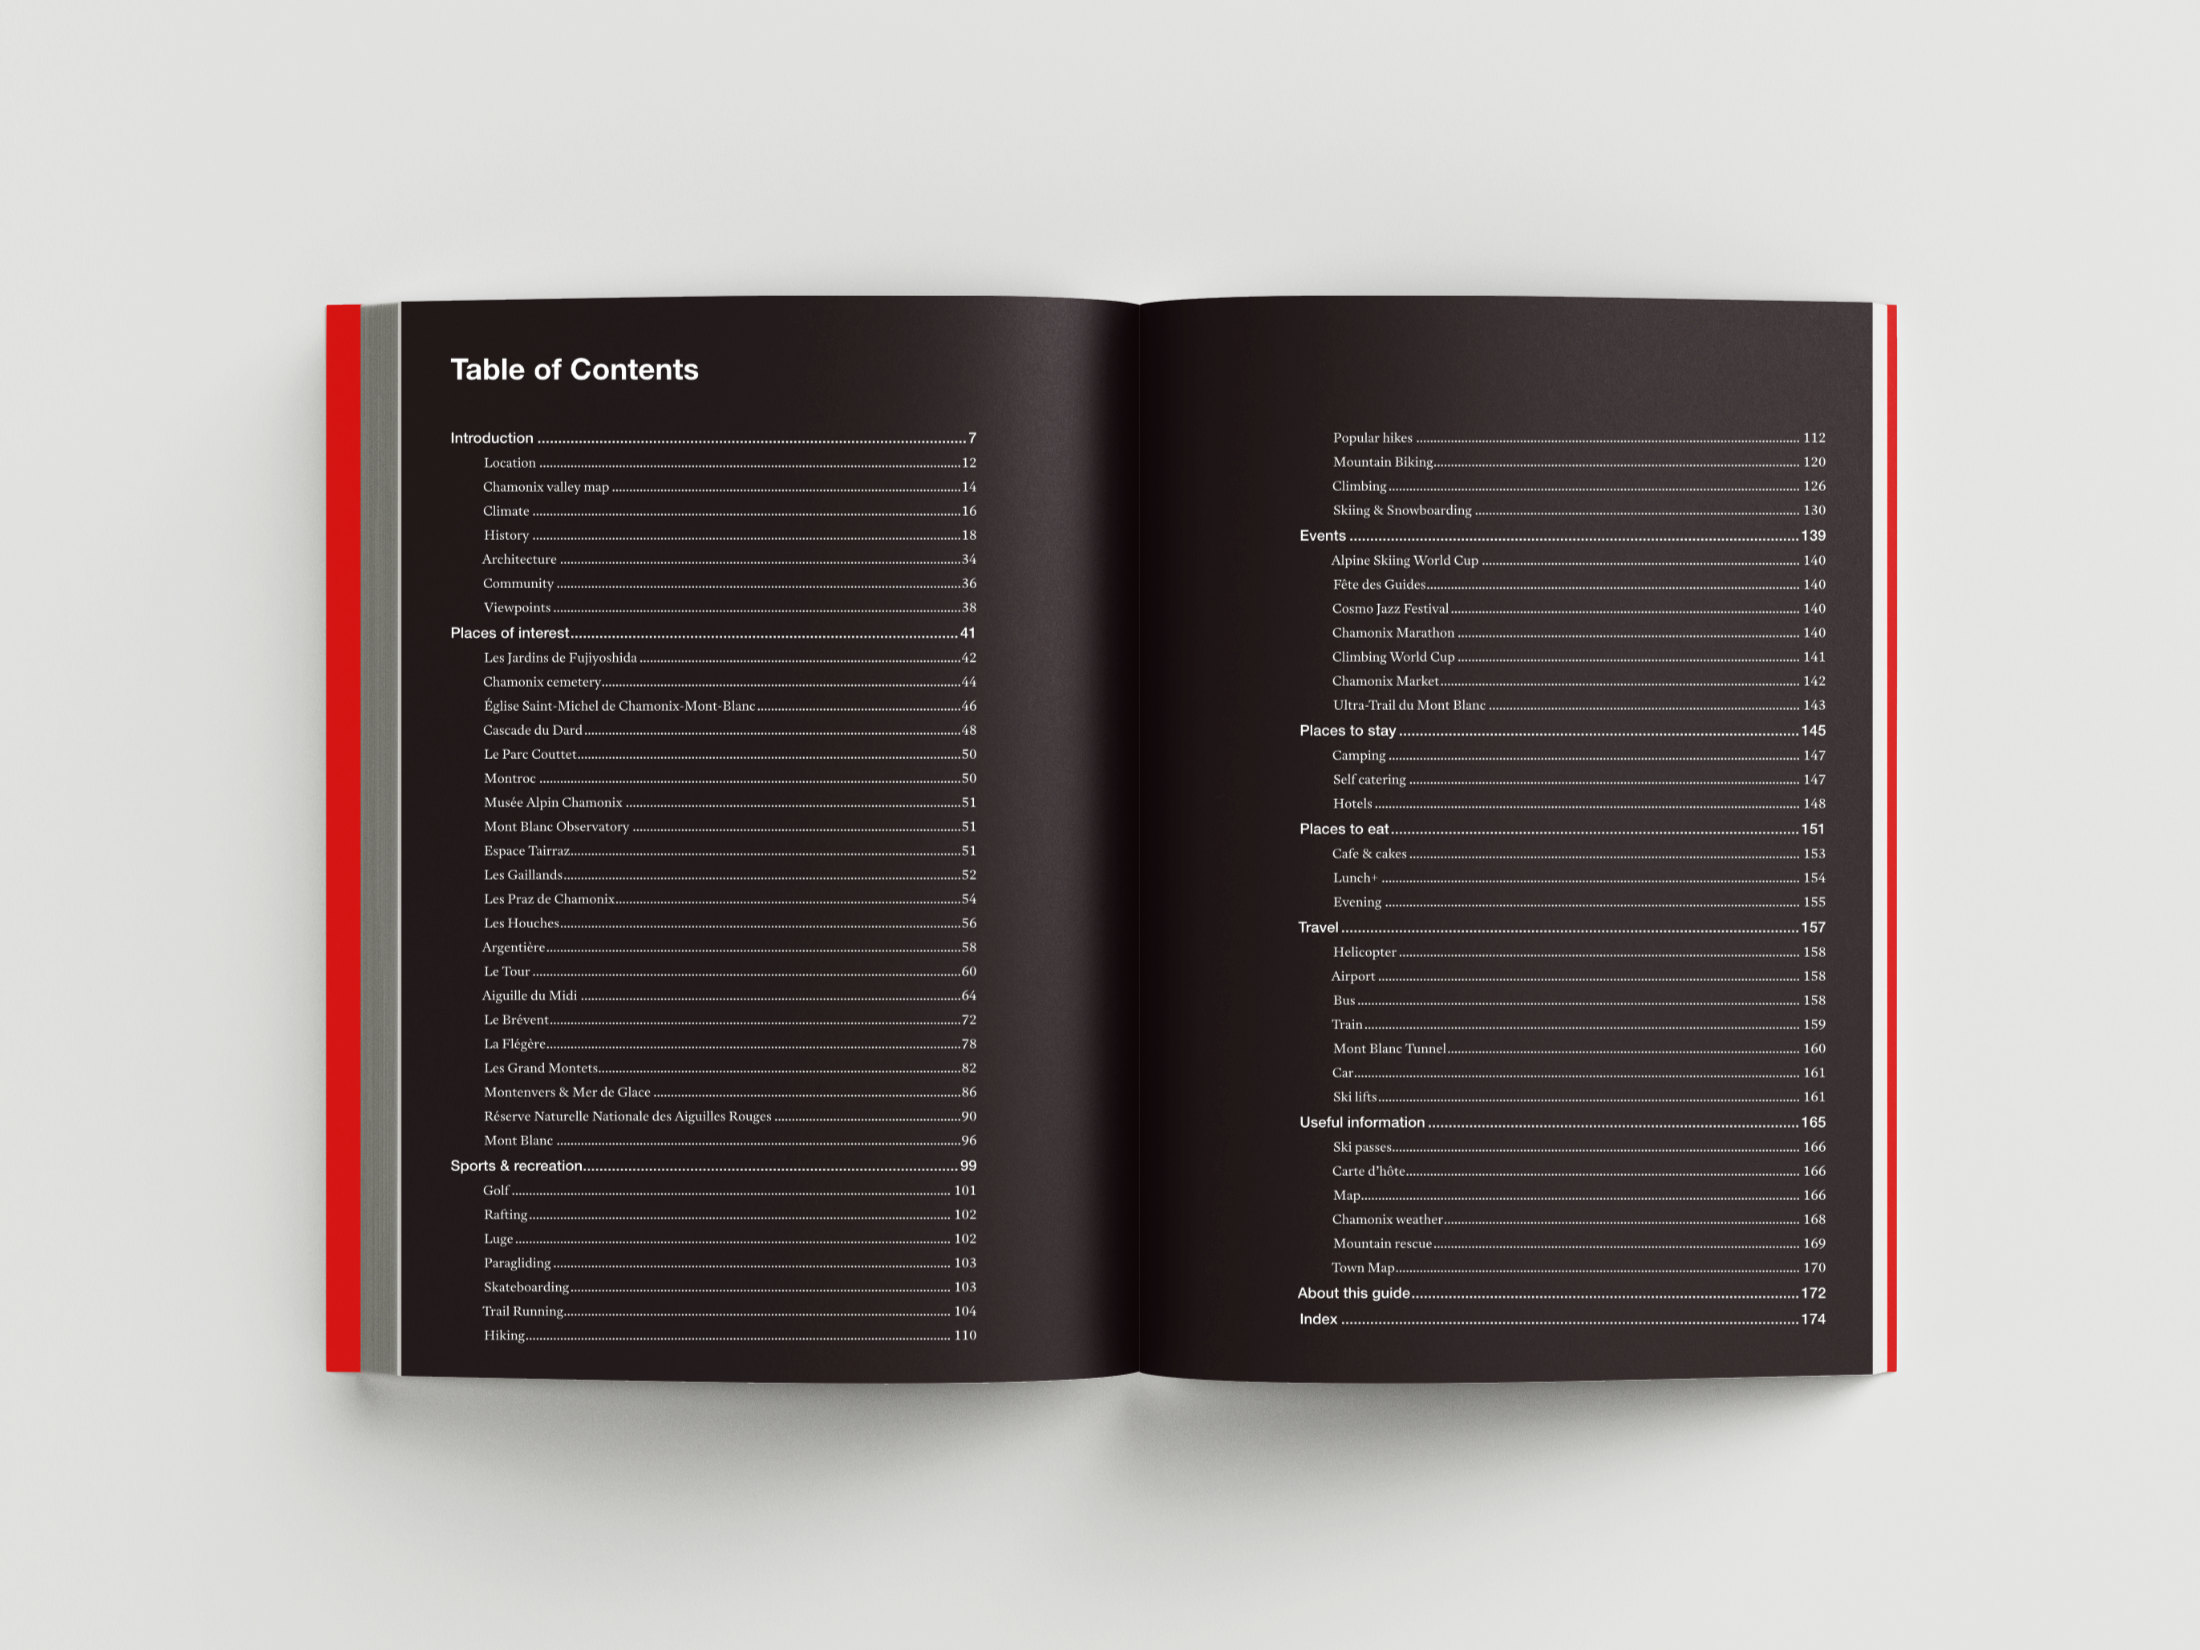 Table of Contents
Introduction ........ 7
Location ........ 12
Chamonix valley map ........ 14
Climate ........ 16
History ........ 18
Architecture ........ 34
Community ........ 36
Viewpoints ........ 38
Places of interest ........ 41
Les Jardins de Fujiyoshida ........ 42
Chamonix cemetery ........ 44
Église Saint-Michel de Chamonix-Mont-Blanc ........ 46
Cascade du Dard ........ 48
Le Parc Couttet ........ 50
Montroc ........ 50
Musée Alpin Chamonix ........ 51
Mont Blanc Observatory ........ 51
Espace Tairraz ........ 51
Les Gaillands ........ 52
Les Praz de Chamonix ........ 54
Les Houches ........ 56
Argentière ........ 58
Le Tour ........ 60
Aiguille du Midi ........ 64
Le Brévent ........ 72
La Flégère ........ 78
Les Grand Montets ........ 82
Montenvers & Mer de Glace ........ 86
Réserve Naturelle Nationale des Aiguilles Rouges ........ 90
Mont Blanc ........ 96
Sports & recreation ........ 99
Golf ........ 101
Rafting ........ 102
Luge ........ 102
Paragliding ........ 103
Skateboarding ........ 103
Trail Running ........ 104
Hiking ........ 110
Popular hikes ........ 112
Mountain Biking ........ 120
Climbing ........ 126
Skiing & Snowboarding ........ 130
Events ........ 139
Alpine Skiing World Cup ........ 140
Fête des Guides ........ 140
Cosmo Jazz Festival ........ 140
Chamonix Marathon ........ 140
Climbing World Cup ........ 141
Chamonix Market ........ 142
Ultra-Trail du Mont Blanc ........ 143
Places to stay ........ 145
Camping ........ 147
Self catering ........ 147
Hotels ........ 148
Places to eat ........ 151
Cafe & cakes ........ 153
Lunch+ ........ 154
Evening ........ 155
Travel ........ 157
Helicopter ........ 158
Airport ........ 158
Bus ........ 158
Train ........ 159
Mont Blanc Tunnel ........ 160
Car ........ 161
Ski lifts ........ 161
Useful information ........ 165
Ski passes ........ 166
Carte d'hôte ........ 166
Map ........ 166
Chamonix weather ........ 168
Mountain rescue ........ 169
Town Map ........ 170
About this guide ........ 172
Index ........ 174